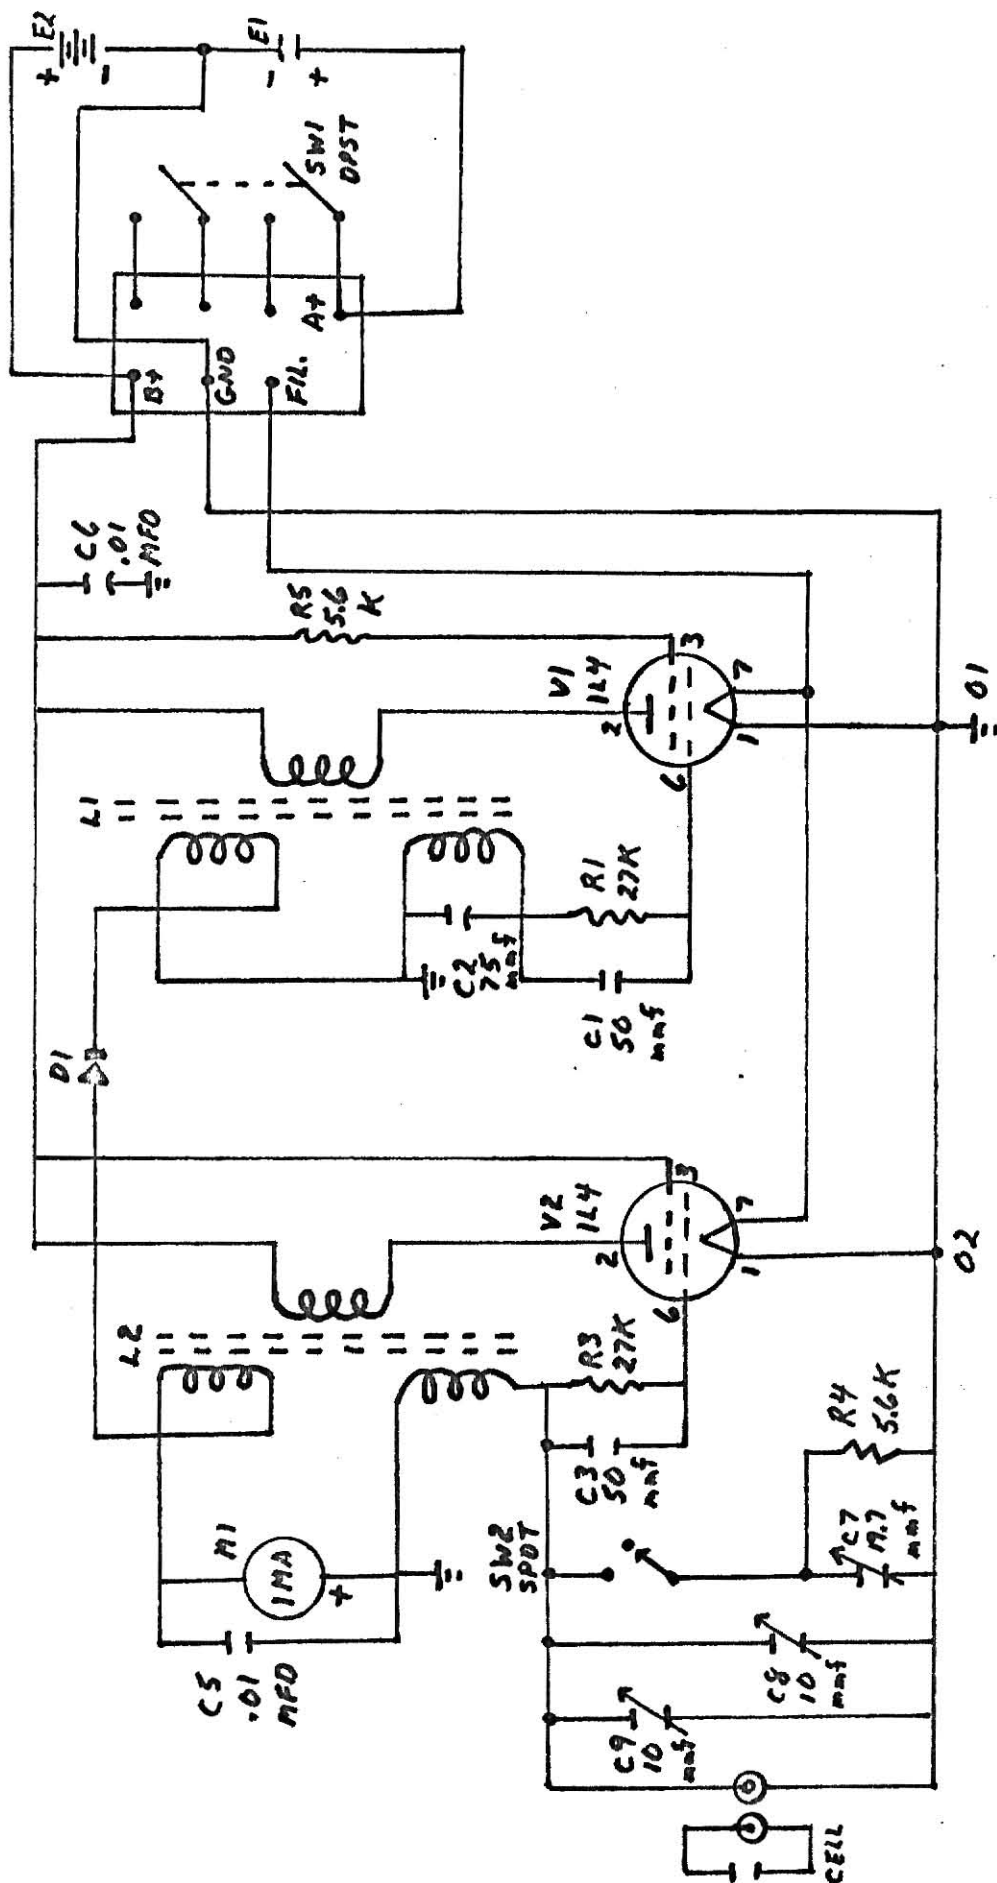 E2
+
-
E1
-
+
SW1
DPST
B+
GND
FIL.
A+
C6
.01
MFD
R5
5.6
K
L1
V1
1L4
2
3
6
1
7
C2
75
mmf
R1
27K
C1
50
mmf
D1
01
L2
V2
1L4
2
3
6
1
7
R3
27K
C3
50
mmf
R4
5.6K
02
M1
1MA
+
C5
.01
MFD
SW2
SPDT
C7
19.7
mmf
C8
10
mmf
C9
10
mmf
CELL